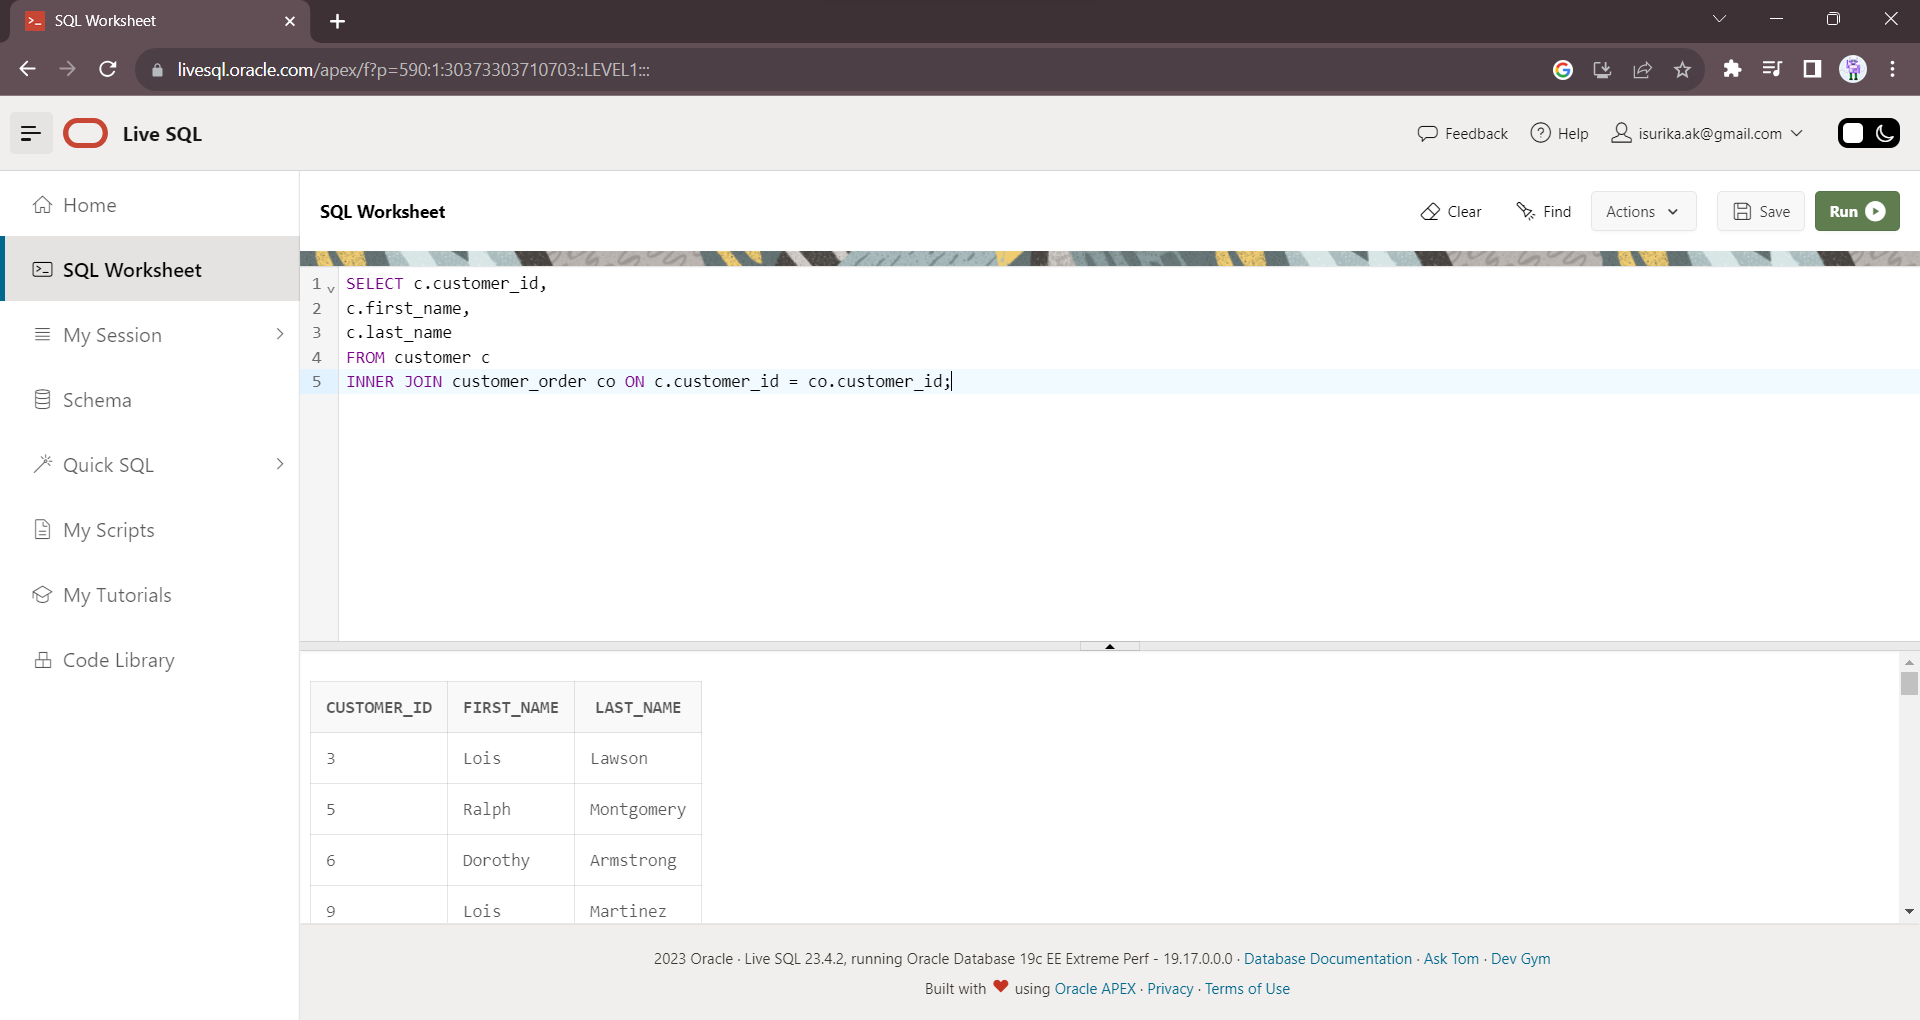 SQL Worksheet
livesql.oracle.com/apex/f?p=590:1:30373303710703::LEVEL1:::
Live SQL
Feedback
Help
isurika.ak@gmail.com
Home
SQL Worksheet
My Session
Schema
Quick SQL
My Scripts
My Tutorials
Code Library
SQL Worksheet
Clear
Find
Actions
Save
Run
1 SELECT c.customer_id,
2 c.first_name,
3 c.last_name
4 FROM customer c
5 INNER JOIN customer_order co ON c.customer_id = co.customer_id;
CUSTOMER_ID FIRST_NAME LAST_NAME
3 Lois Lawson
5 Ralph Montgomery
6 Dorothy Armstrong
9 Lois Martinez
2023 Oracle · Live SQL 23.4.2, running Oracle Database 19c EE Extreme Perf - 19.17.0.0.0 · Database Documentation · Ask Tom · Dev Gym
Built with ❤ using Oracle APEX · Privacy · Terms of Use